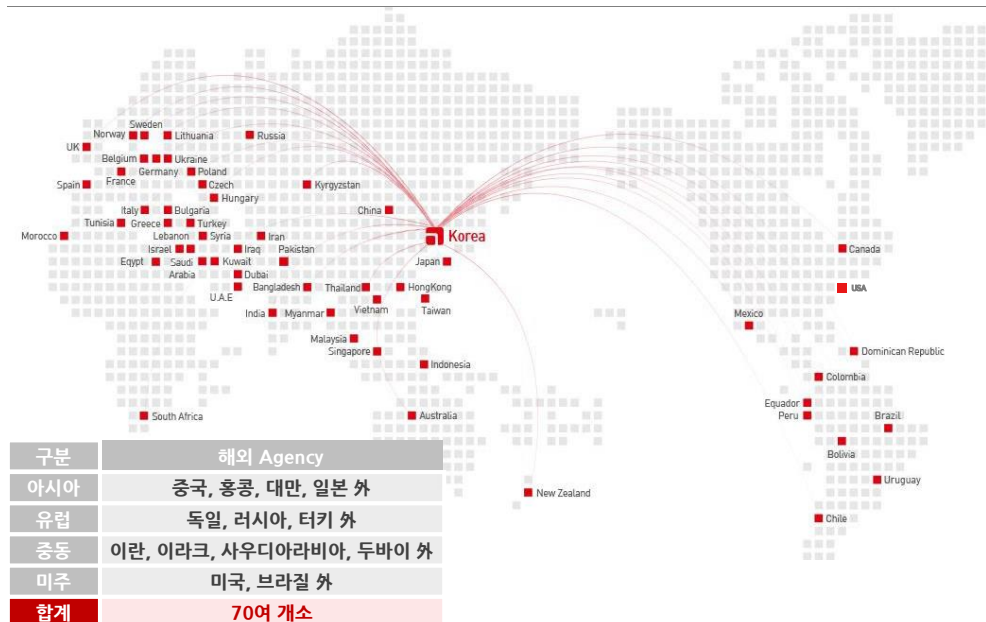 Sweden
Norway
Lithuania
Russia
UK
Belgium
Ukraine
Germany
Poland
France
Spain
Czech
Kyrgyzstan
Hungary
Italy
Bulgaria
China
Tunisia
Greece
Turkey
Morocco
Lebanon
Syria
Iran
Korea
Israel
Iraq
Pakistan
Canada
Eqypt
Saudi
Arabia
Kuwait
Japan
Dubai
U.A.E
Bangladesh
Thailand
HongKong
USA
Vietnam
Taiwan
India
Myanmar
Mexico
Malaysia
Singapore
Dominican Republic
Indonesia
Colornbia
Equador
South Africa
Australia
Peru
Brazil
Bolivia
Uruguay
New Zealand
Chile
구분 해외 Agency
아시아 중국, 홍콩, 대만, 일본 外
유럽 독일, 러시아, 터키 外
중동 이란, 이라크, 사우디아라비아, 두바이 外
미주 미국, 브라질 外
합계 70여 개소